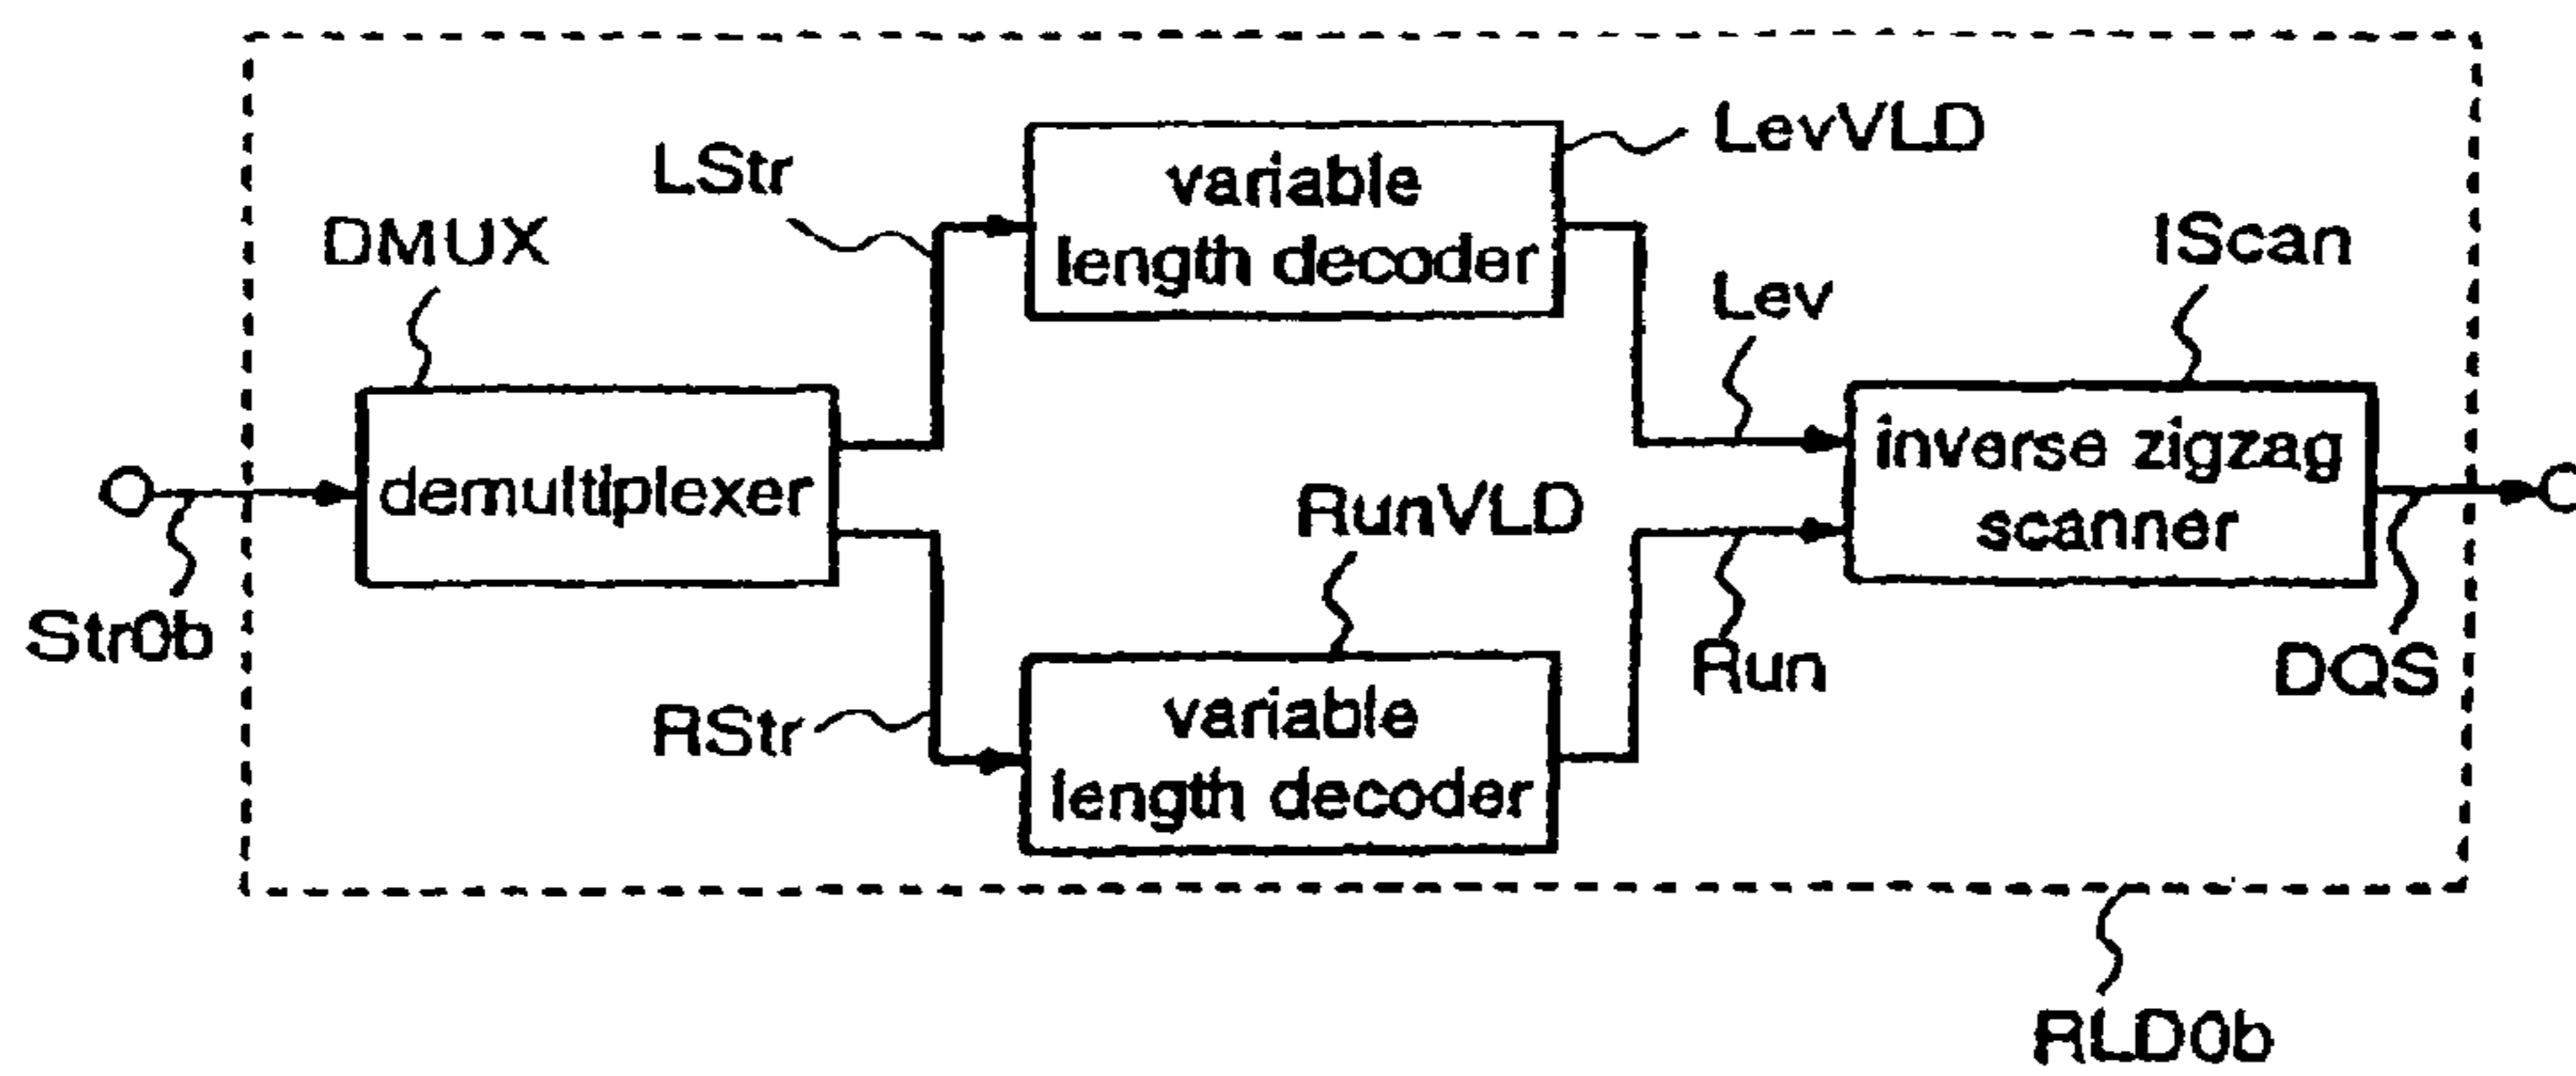 LStr
variable
length decoder
LevVLD
DMUX
Lev
IScan
demultiplexer
inverse zigzag
scanner
Str0b
RunVLD
Run
DQS
RStr
variable
length decoder
RLD0b